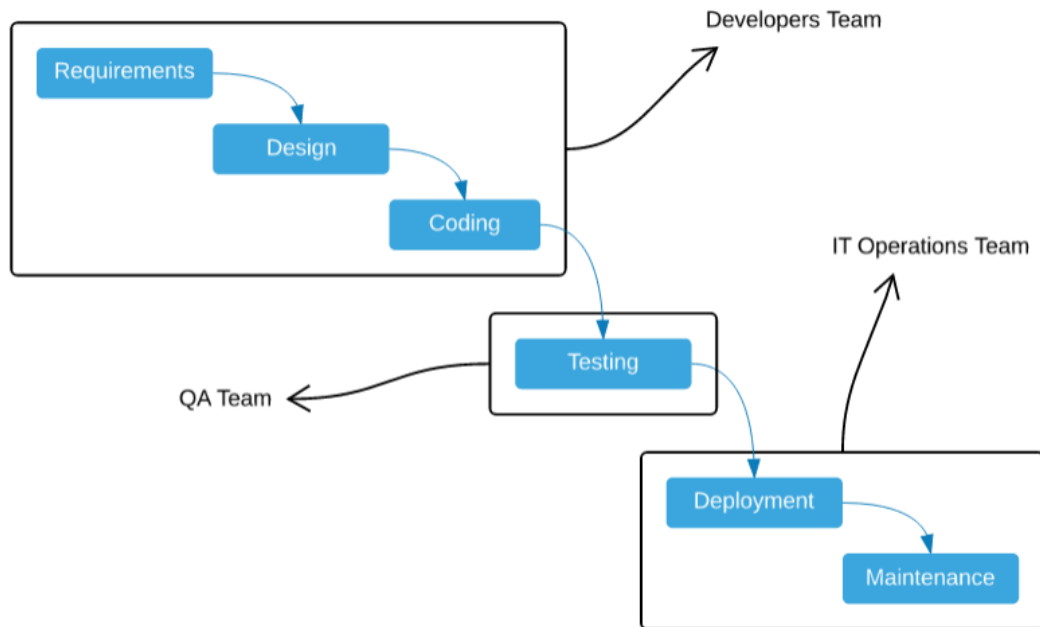 Developers Team
Requirements
Design
Coding
IT Operations Team
Testing
QA Team
Deployment
Maintenance